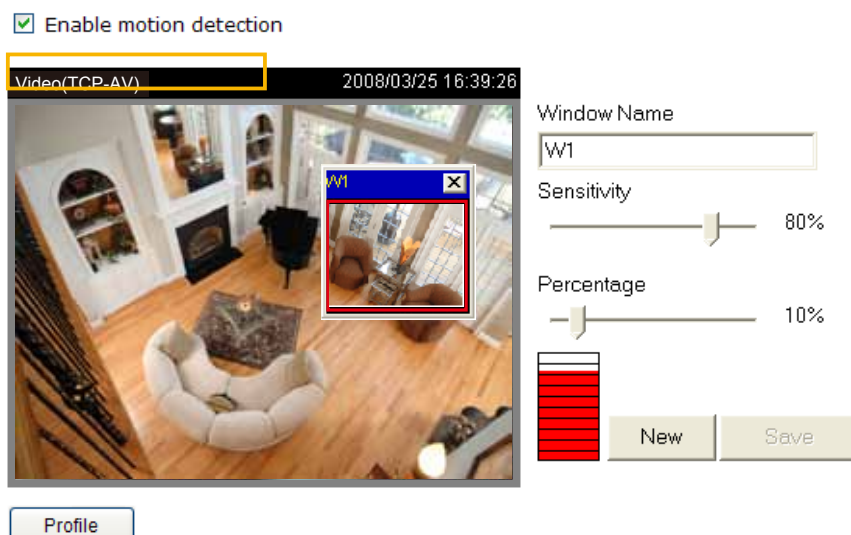 Enable motion detection
Video(TCP-AV) 2008/03/25 16:39:26
Window Name
W1
W1
Sensitivity
80%
Percentage
10%
New Save
Profile